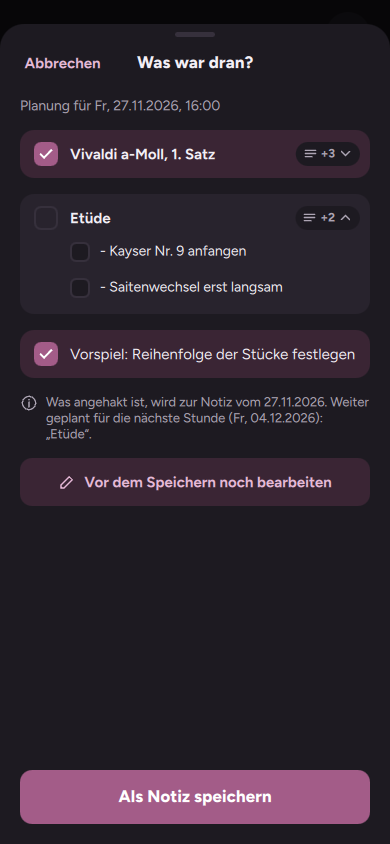 Abbrechen
Was war dran?
Planung für Fr, 27.11.2026, 16:00
Vivaldi a-Moll, 1. Satz
+3
Etüde
+2
- Kayser Nr. 9 anfangen
- Saitenwechsel erst langsam
Vorspiel: Reihenfolge der Stücke festlegen
Was angehakt ist, wird zur Notiz vom 27.11.2026. Weiter
geplant für die nächste Stunde (Fr, 04.12.2026):
„Etüde“.
Vor dem Speichern noch bearbeiten
Als Notiz speichern